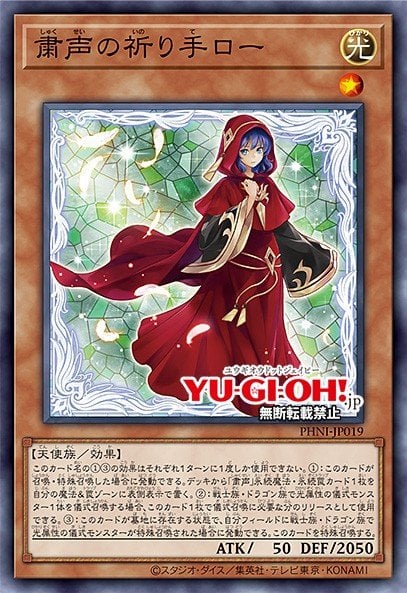 しゅく せい いの て
粛声の祈り手ロー
ひかり
光
ユウギオウドットジェイピー
YU-GI-OH!.jp
無断転載禁止
PHNI-JP019
【天使族/効果】
このカード名の①③の効果はそれぞれ1ターンに1度しか使用できない。①：このカードが
召喚・特殊召喚した場合に発動できる。デッキから「粛声」永続魔法・永続罠カード1枚を
自分の魔法＆罠ゾーンに表側表示で置く。②：戦士族・ドラゴン族で光属性の儀式モンス
ター1体を儀式召喚する場合、このカード1枚で儀式召喚に必要な分のリリースとして使用
できる。③：このカードが墓地に存在する状態で、自分フィールドに戦士族・ドラゴン族で
光属性の儀式モンスターが特殊召喚された場合に発動できる。このカードを特殊召喚する
ATK/ 50 DEF/2050
©スタジオ・ダイス/集英社・テレビ東京・KONAMI